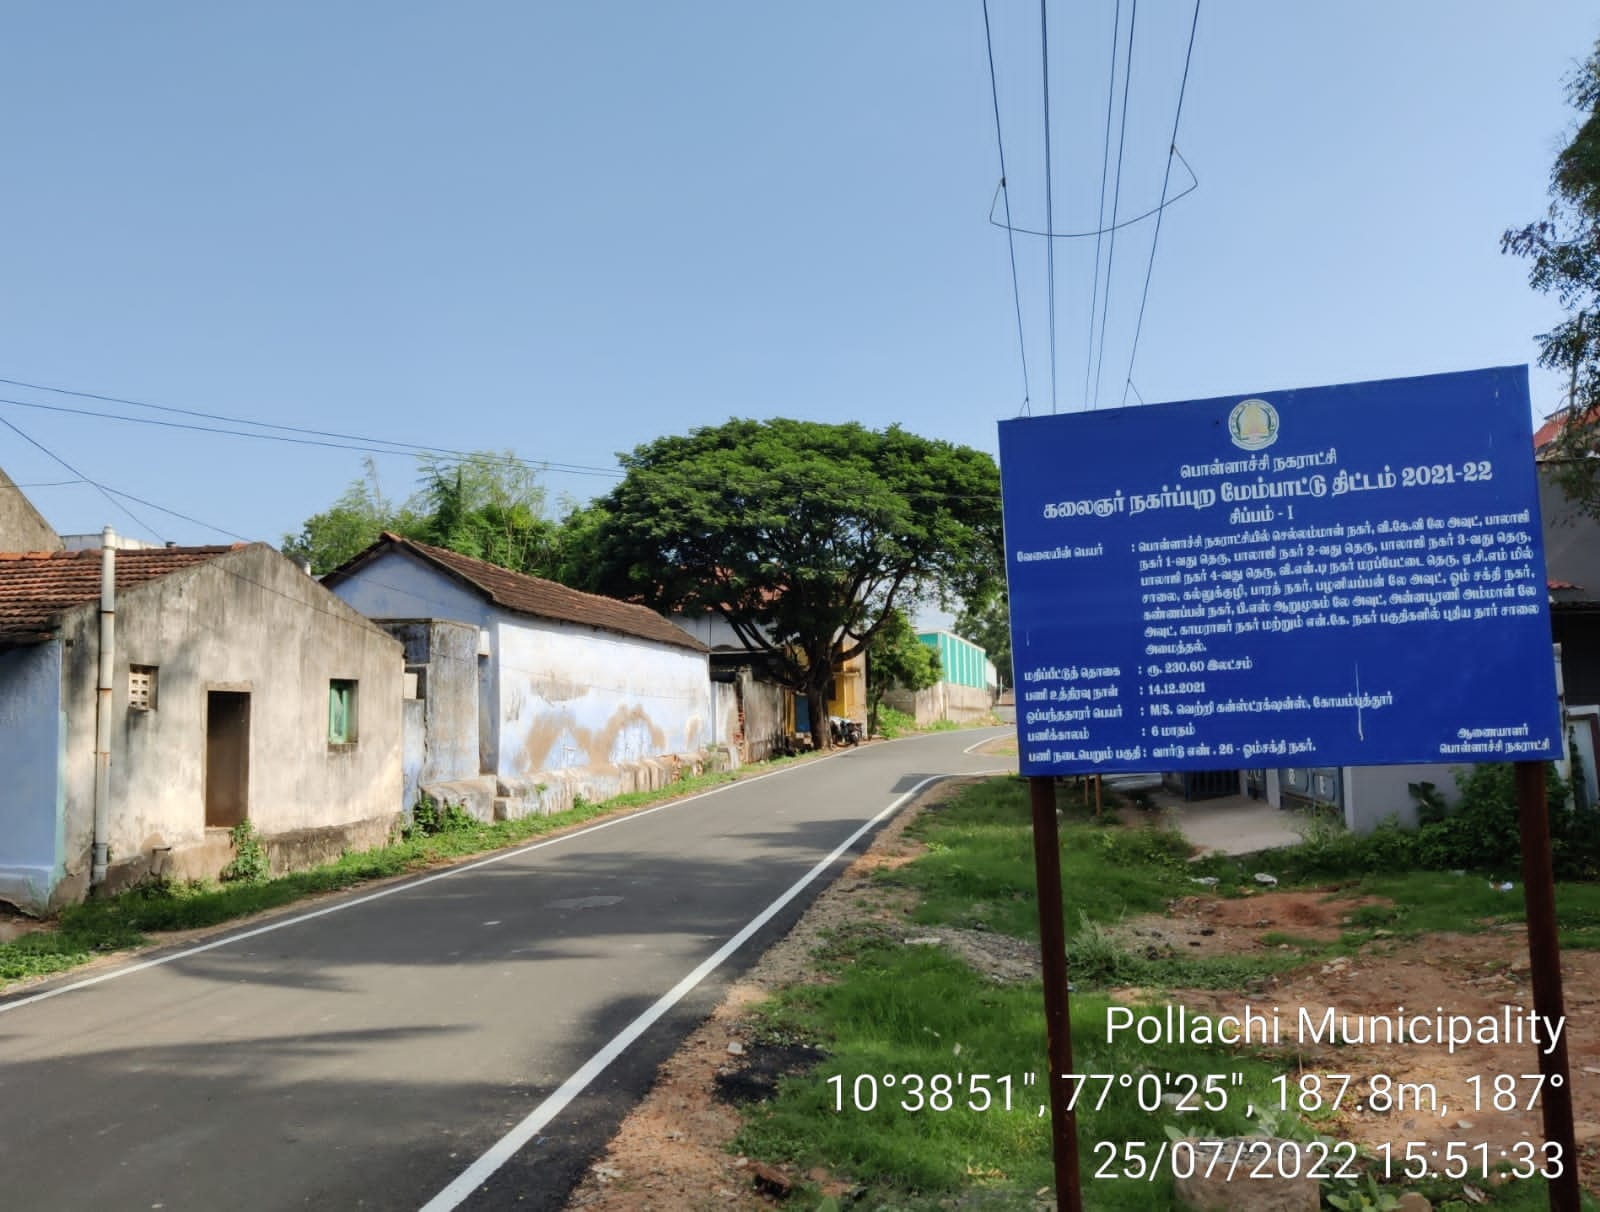 பொள்ளாச்சி நகராட்சி
கலைஞர் நகர்ப்புற மேம்பாட்டு திட்டம் 2021-22
சிப்பம் - I
வேலையின் பெயர் : பொள்ளாச்சி நகராட்சியில் செல்லம்மாள் நகர், வி.கே.வி லே அவுட், பாலாஜி
நகர் 1-வது தெரு, பாலாஜி நகர் 2-வது தெரு, பாலாஜி நகர் 3-வது தெரு,
பாலாஜி நகர் 4-வது தெரு, வி.என்.டி நகர் மரப்பேட்டை தெரு, ஏ.சி.எம் மில்
சாலை, கல்லுக்குழி, பாரத் நகர், பழனியப்பன் லே அவுட், ஓம் சக்தி நகர்,
கண்ணப்பன் நகர், பி.எஸ் ஆறுமுகம் லே அவுட், அன்னபூரணி அம்மான் லே
அவுட், காமராஜர் நகர் மற்றும் என்.கே. நகர் பகுதிகளில் புதிய தார் சாலை
அமைத்தல்.
மதிப்பீட்டுத் தொகை : ரூ. 230.60 இலட்சம்
பணி உத்திரவு நாள் : 14.12.2021
ஒப்பந்ததாரர் பெயர் : M/S. வெற்றி கன்ஸ்ட்ரக்ஷன்ஸ், கோயம்புத்தூர்
பணிக்காலம் : 6 மாதம்
பணி நடைபெறும் பகுதி : வார்டு எண் . 26 - ஓம்சக்தி நகர்.
ஆணையாளர்
பொள்ளாச்சி நகராட்சி
Pollachi Municipality
10°38'51", 77°0'25", 187.8m, 187°
25/07/2022 15:51:33